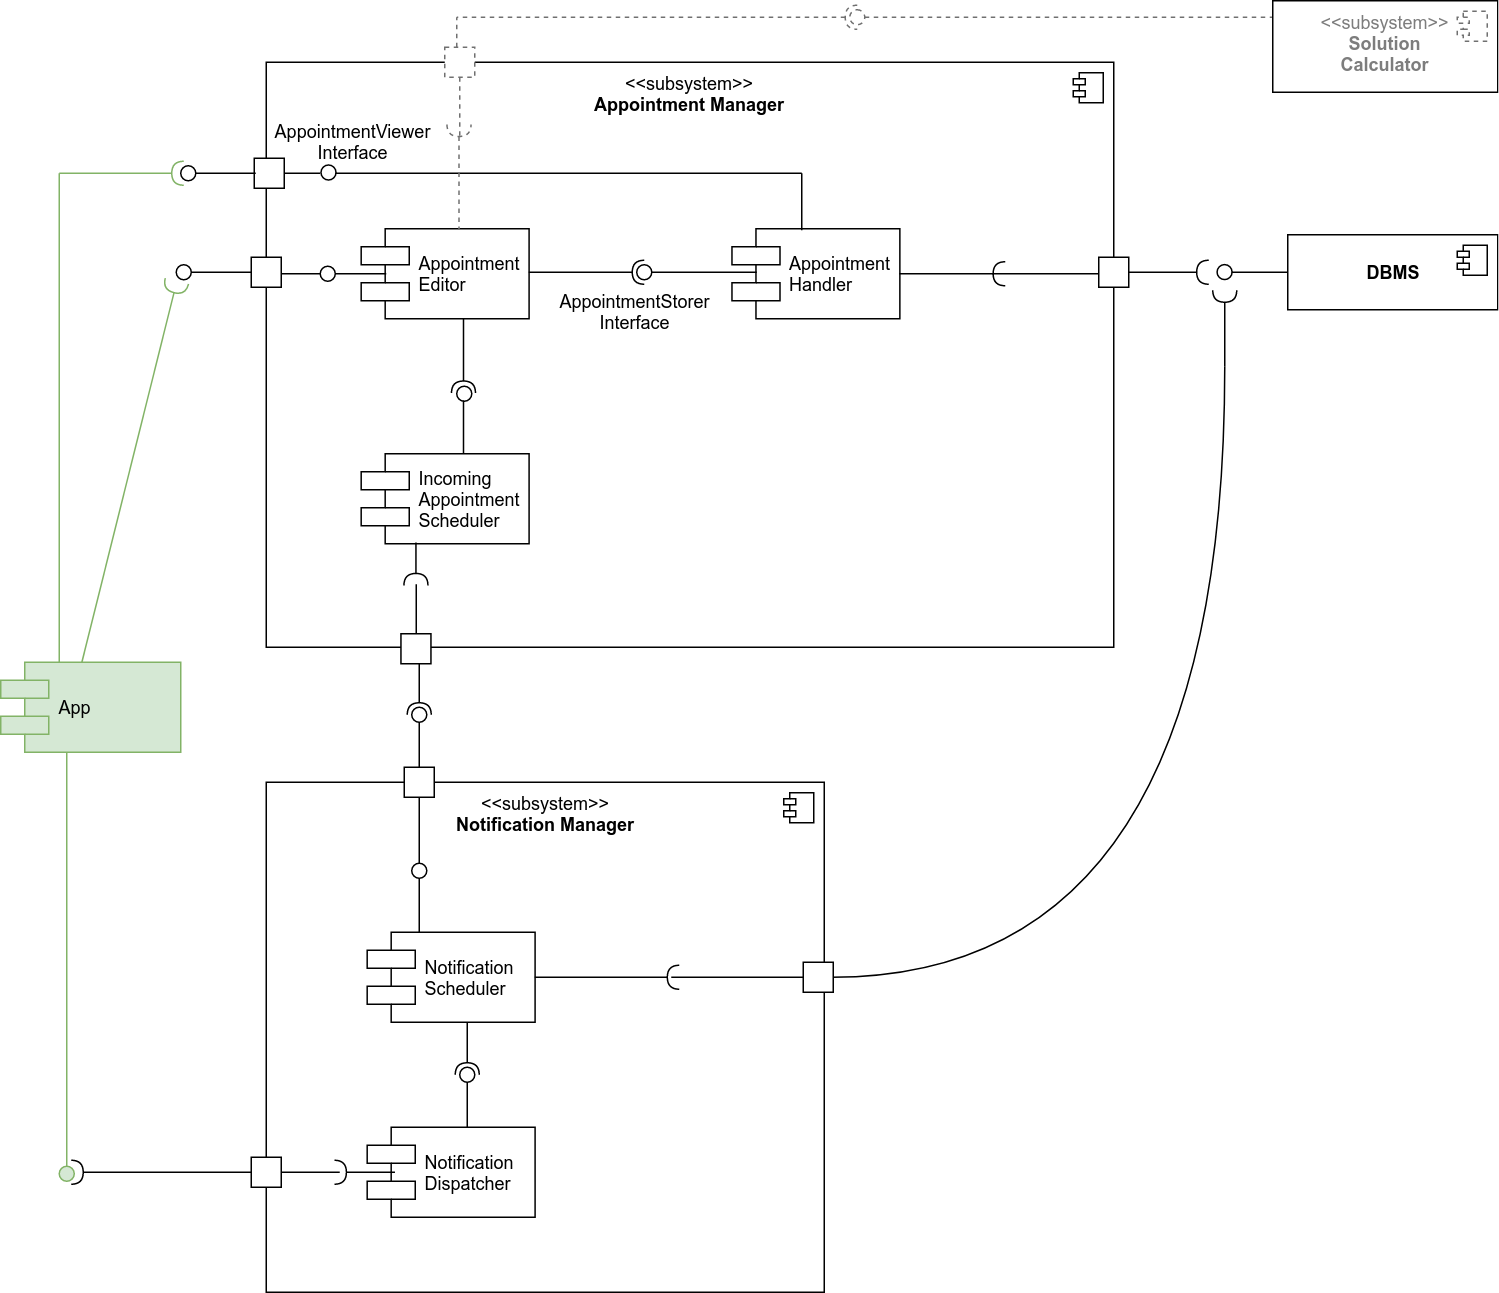 <<subsystem>>
Solution
Calculator
<<subsystem>>
Appointment Manager
AppointmentViewer
Interface
Appointment
Editor
AppointmentStorer
Interface
Appointment
Handler
DBMS
Incoming
Appointment
Scheduler
App
<<subsystem>>
Notification Manager
Notification
Scheduler
Notification
Dispatcher